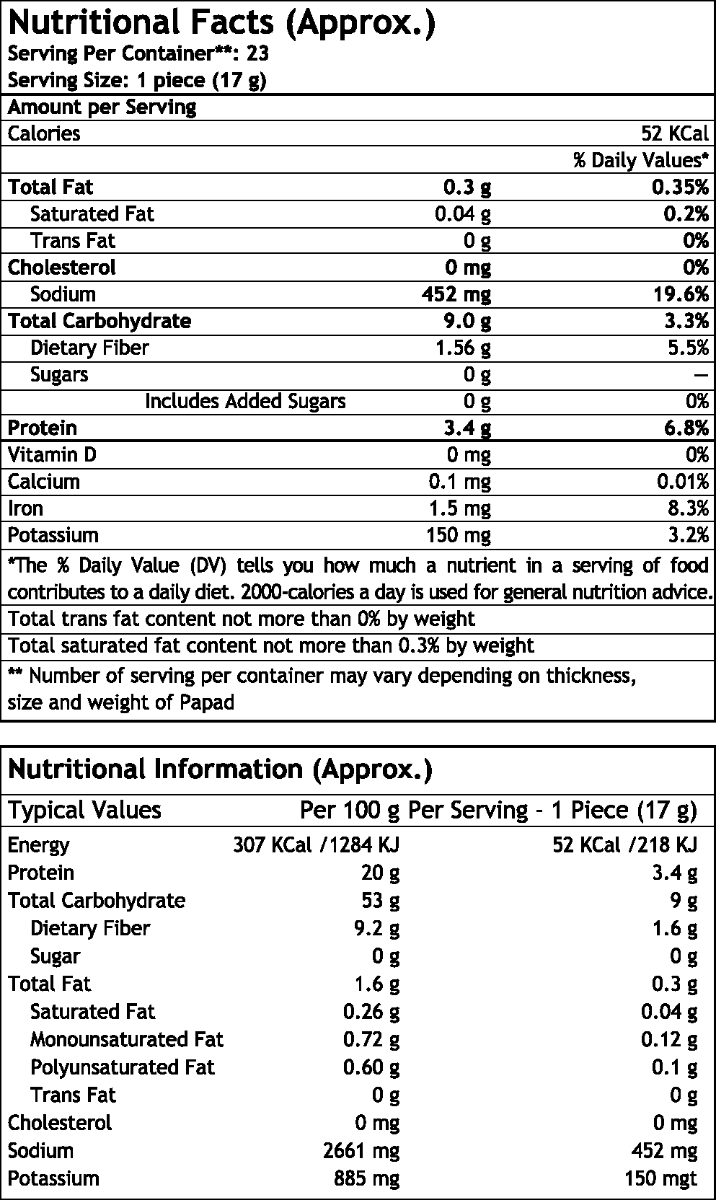 Nutritional Facts (Approx.)
Serving Per Container**: 23
Serving Size: 1 piece (17 g)
Amount per Serving
Calories 52 KCal
% Daily Values*
Total Fat 0.3 g 0.35%
Saturated Fat 0.04 g 0.2%
Trans Fat 0 g 0%
Cholesterol 0 mg 0%
Sodium 452 mg 19.6%
Total Carbohydrate 9.0 g 3.3%
Dietary Fiber 1.56 g 5.5%
Sugars 0 g —
Includes Added Sugars 0 g 0%
Protein 3.4 g 6.8%
Vitamin D 0 mg 0%
Calcium 0.1 mg 0.01%
Iron 1.5 mg 8.3%
Potassium 150 mg 3.2%
*The % Daily Value (DV) tells you how much a nutrient in a serving of food
contributes to a daily diet. 2000-calories a day is used for general nutrition advice.
Total trans fat content not more than 0% by weight
Total saturated fat content not more than 0.3% by weight
** Number of serving per container may vary depending on thickness,
size and weight of Papad
Nutritional Information (Approx.)
Typical Values Per 100 g Per Serving - 1 Piece (17 g)
Energy 307 KCal /1284 KJ 52 KCal /218 KJ
Protein 20 g 3.4 g
Total Carbohydrate 53 g 9 g
Dietary Fiber 9.2 g 1.6 g
Sugar 0 g 0 g
Total Fat 1.6 g 0.3 g
Saturated Fat 0.26 g 0.04 g
Monounsaturated Fat 0.72 g 0.12 g
Polyunsaturated Fat 0.60 g 0.1 g
Trans Fat 0 g 0 g
Cholesterol 0 mg 0 mg
Sodium 2661 mg 452 mg
Potassium 885 mg 150 mgt